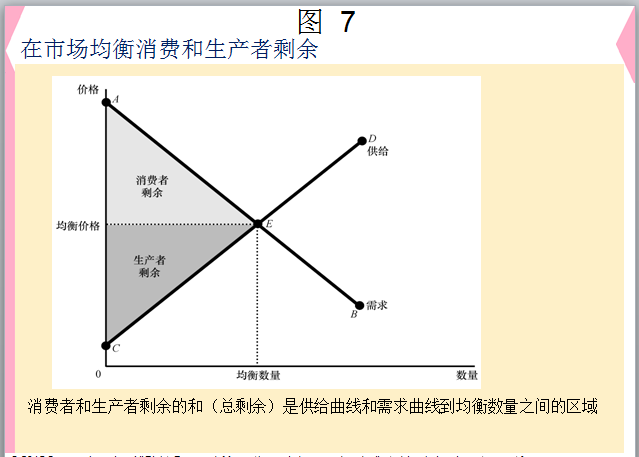 图 7
在市场均衡消费和生产者剩余
价格
A
D
供给
消费者
剩余
均衡价格
E
生产者
剩余
需求
B
C
0
均衡数量
数量
消费者和生产者剩余的和（总剩余）是供给曲线和需求曲线到均衡数量之间的区域